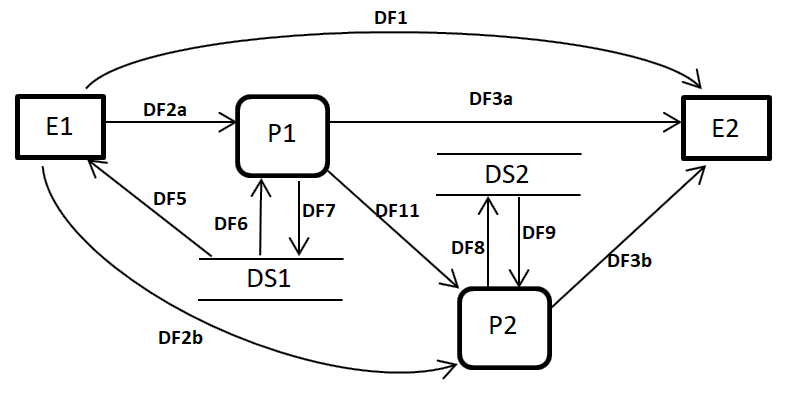 DF1
DF2a
DF3a
E1
P1
E2
DS2
DF5
DF6
DF7
DF11
DF8
DF9
DF3b
DS1
P2
DF2b